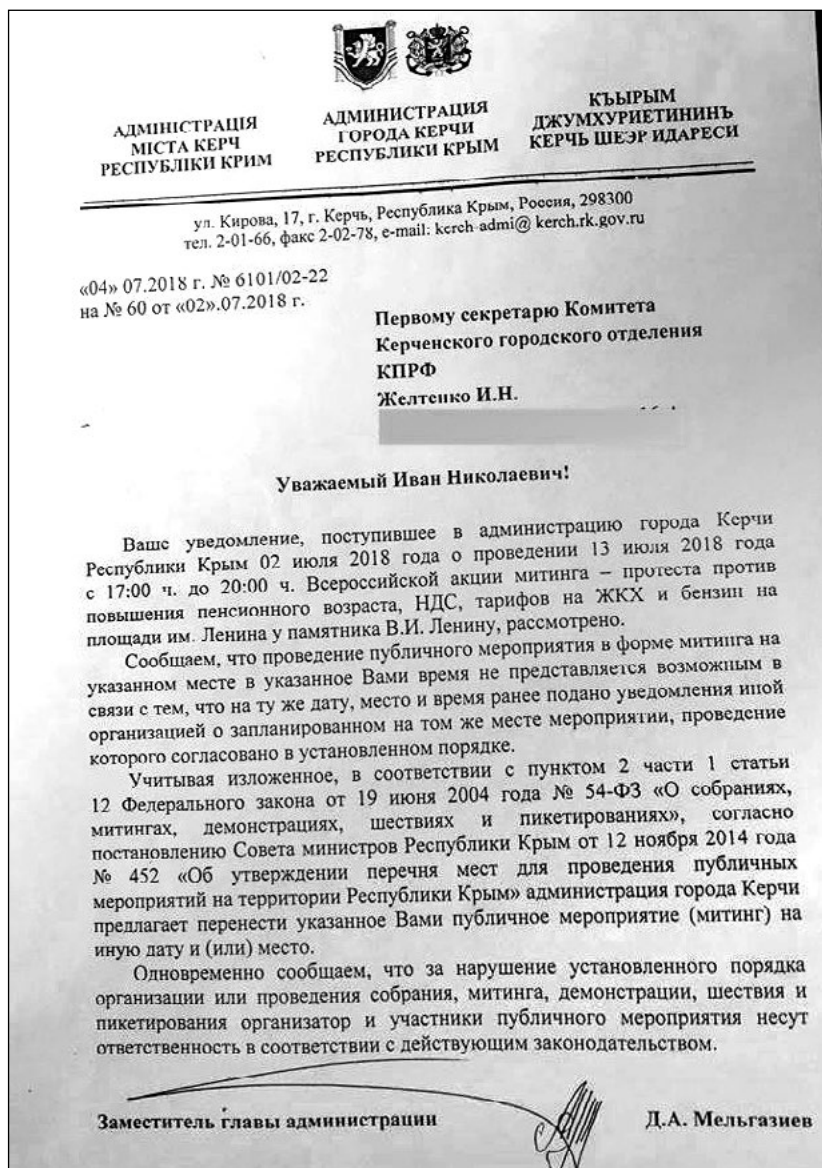 АДМІНІСТРАЦІЯ
МІСТА КЕРЧ
РЕСПУБЛІКИ КРИМ
АДМИНИСТРАЦИЯ
ГОРОДА КЕРЧИ
РЕСПУБЛИКИ КРЫМ
КЪЫРЫМ
ДЖУМХУРИЕТИНИНЪ
КЕРЧЬ ШЕЭР ИДАРЕСИ
ул. Кирова, 17, г. Керчь, Республика Крым, Россия, 298300
тел. 2-01-66, факс 2-02-78, e-mail: kerch-admi@ kerch.rk.gov.ru
«04» 07.2018 г. № 6101/02-22
на № 60 от «02».07.2018 г.
Первому секретарю Комитета
Керченского городского отделения
КПРФ
Желтенко И.Н.
Уважаемый Иван Николаевич!
Ваше уведомление, поступившее в администрацию города Керчи
Республики Крым 02 июля 2018 года о проведении 13 июля 2018 года
с 17:00 ч. до 20:00 ч. Всероссийской акции митинга – протеста против
повышения пенсионного возраста, НДС, тарифов на ЖКХ и бензин на
площади им. Ленина у памятника В.И. Ленину, рассмотрено.
Сообщаем, что проведение публичного мероприятия в форме митинга на
указанном месте в указанное Вами время не представляется возможным в
связи с тем, что на ту же дату, место и время ранее подано уведомления иной
организацией о запланированном на том же месте мероприятии, проведение
которого согласовано в установленном порядке.
Учитывая изложенное, в соответствии с пунктом 2 части 1 статьи
12 Федерального закона от 19 июня 2004 года № 54-ФЗ «О собраниях,
митингах, демонстрациях, шествиях и пикетированиях», согласно
постановлению Совета министров Республики Крым от 12 ноября 2014 года
№ 452 «Об утверждении перечня мест для проведения публичных
мероприятий на территории Республики Крым» администрация города Керчи
предлагает перенести указанное Вами публичное мероприятие (митинг) на
иную дату и (или) место.
Одновременно сообщаем, что за нарушение установленного порядка
организации или проведения собрания, митинга, демонстрации, шествия и
пикетирования организатор и участники публичного мероприятия несут
ответственность в соответствии с действующим законодательством.
Заместитель главы администрации
Д.А. Мельгазиев